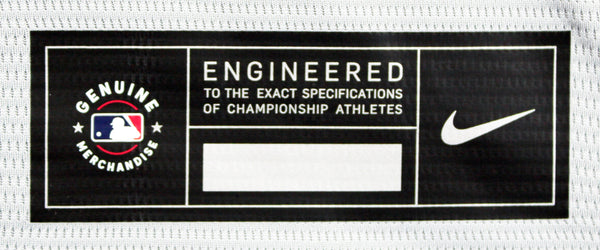 GENUINE
MERCHANDISE
ENGINEERED
TO THE EXACT SPECIFICATIONS
OF CHAMPIONSHIP ATHLETES